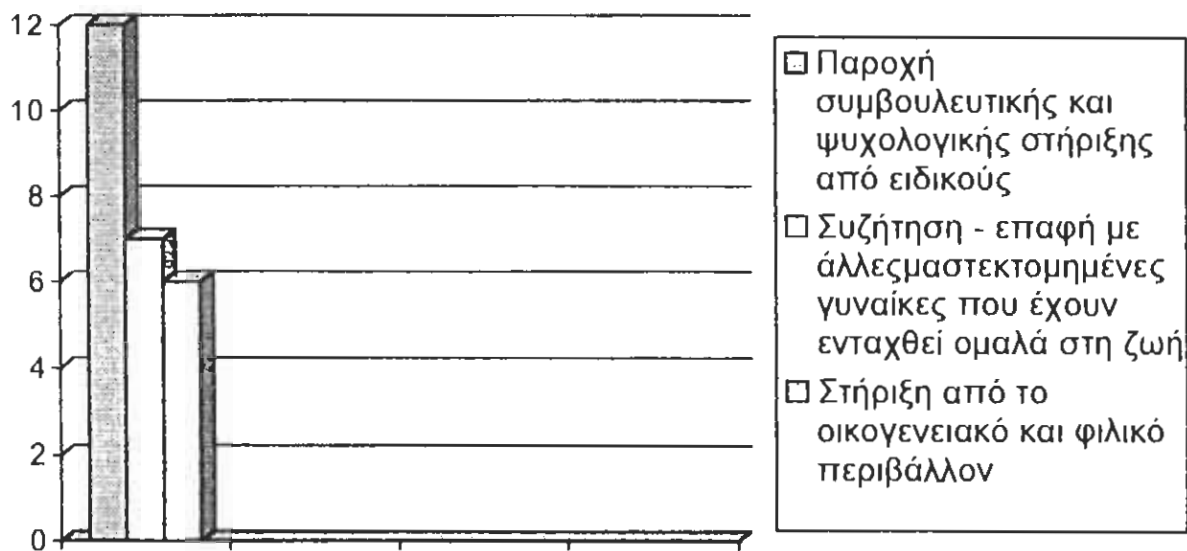 12
10
8
6
4
2
0
Παροχή
συμβουλευτικής και
ψυχολογικής στήριξης
από ειδικούς
Συζήτηση - επαφή με
άλλεςμαστεκτομημένες
γυναίκες που έχουν
ενταχθεί ομαλά στη ζωή
Στήριξη από το
οικογενειακό και φιλικό
περιβάλλον